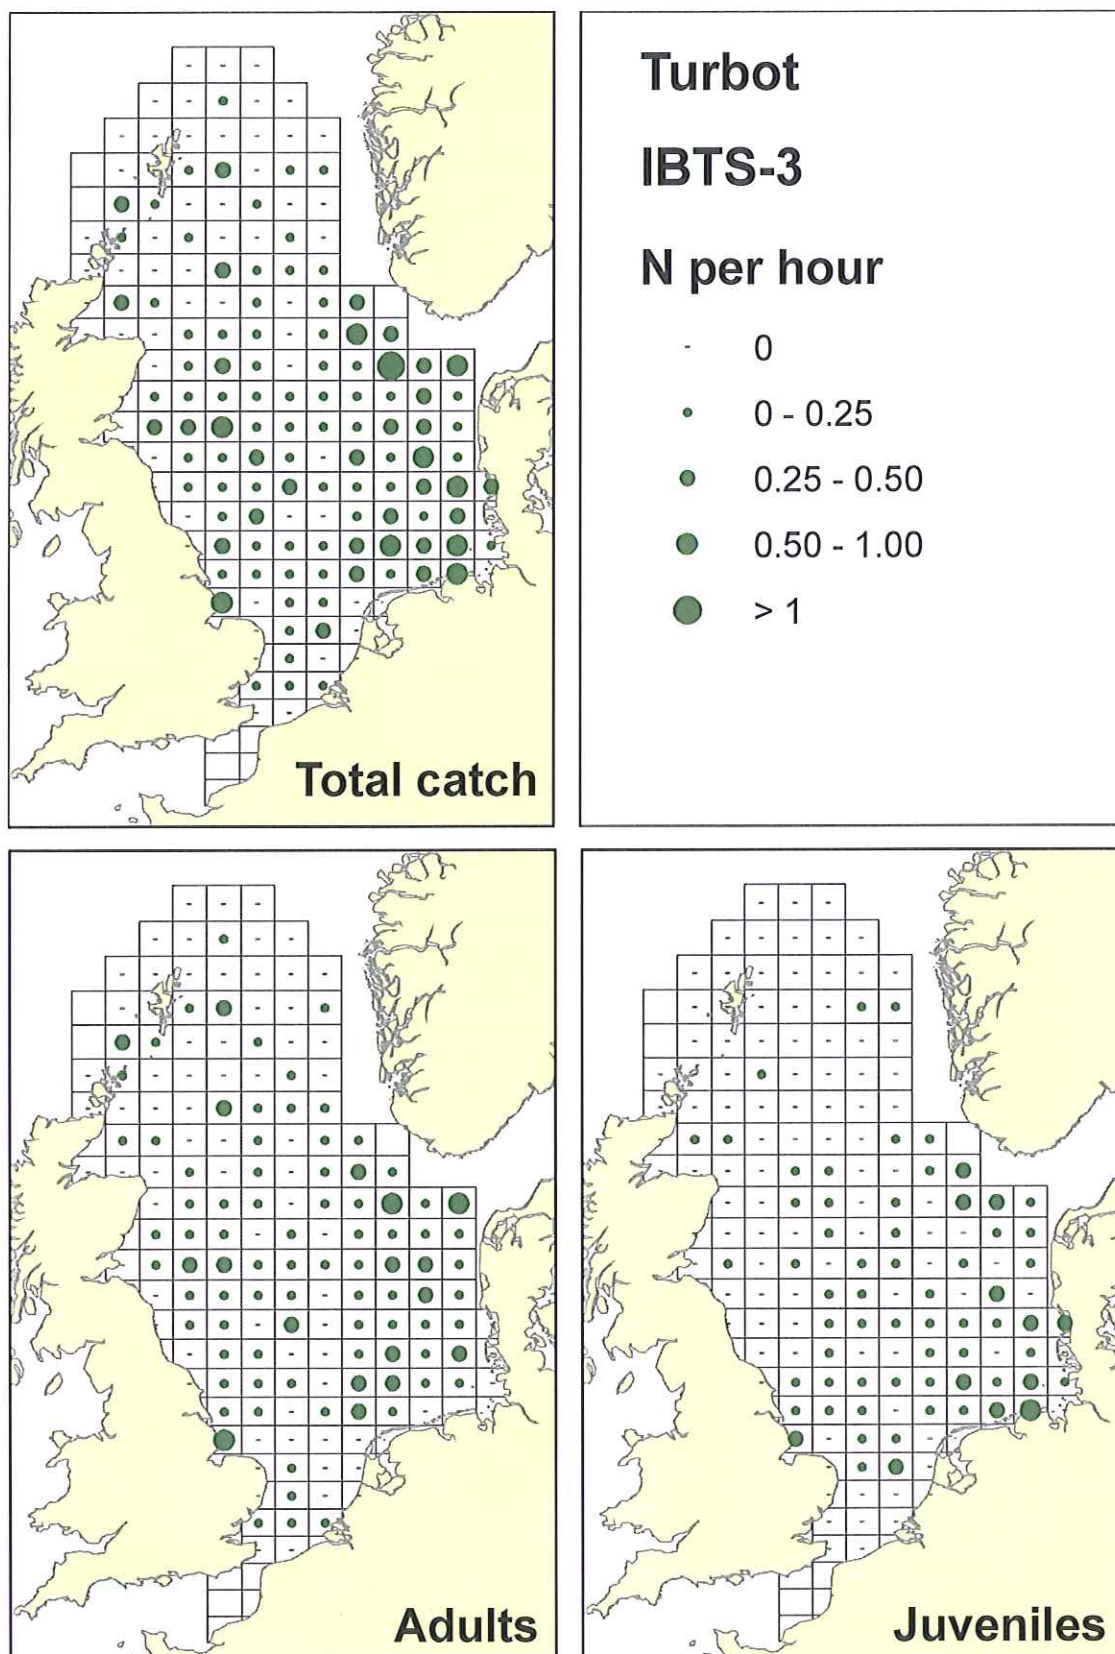 Turbot
IBTS-3
N per hour
- 0
0 - 0.25
0.25 - 0.50
0.50 - 1.00
> 1
Total catch
Adults
Juveniles